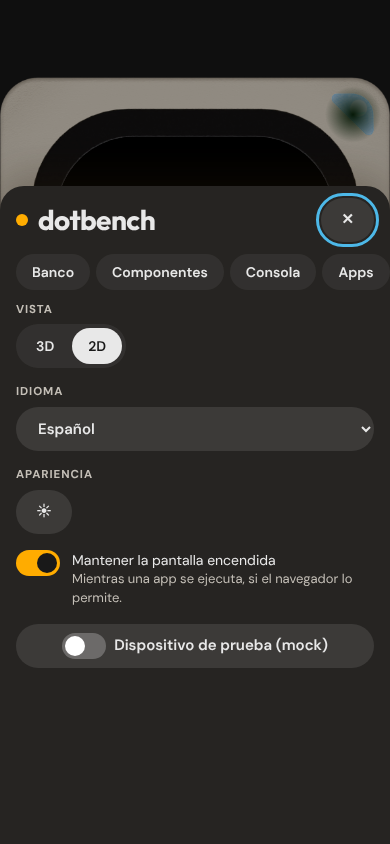 dotbench
×
Banco Componentes Consola Apps
VISTA
3D 2D
IDIOMA
Español
APARIENCIA
Mantener la pantalla encendida
Mientras una app se ejecuta, si el navegador lo
permite.
Dispositivo de prueba (mock)